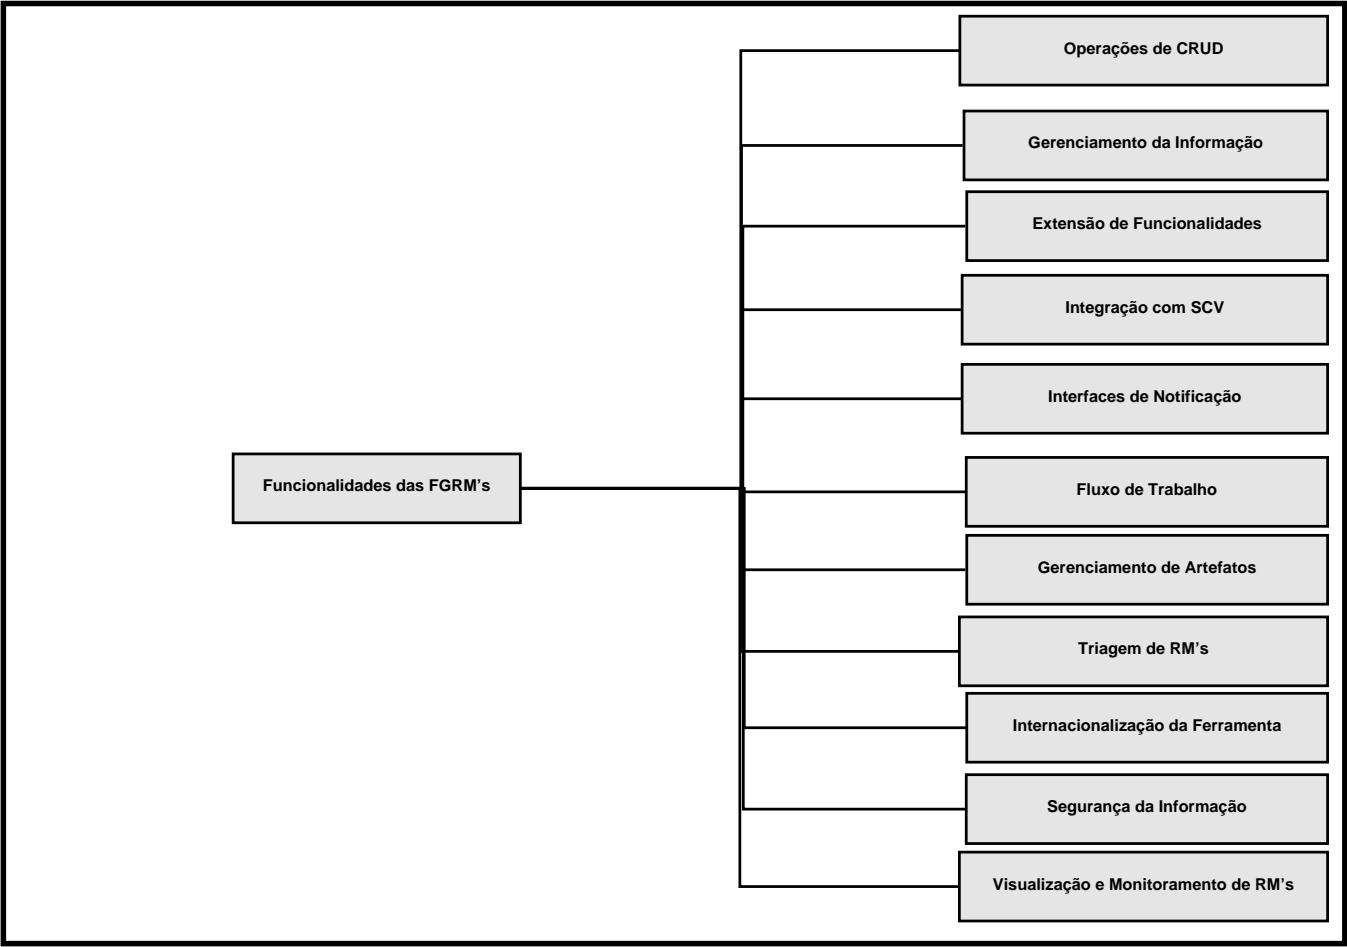 Operações de CRUD
Gerenciamento da Informação
Extensão de Funcionalidades
Integração com SCV
Interfaces de Notificação
Funcionalidades das FGRM’s
Fluxo de Trabalho
Gerenciamento de Artefatos
Triagem de RM’s
Internacionalização da Ferramenta
Segurança da Informação
Visualização e Monitoramento de RM’s